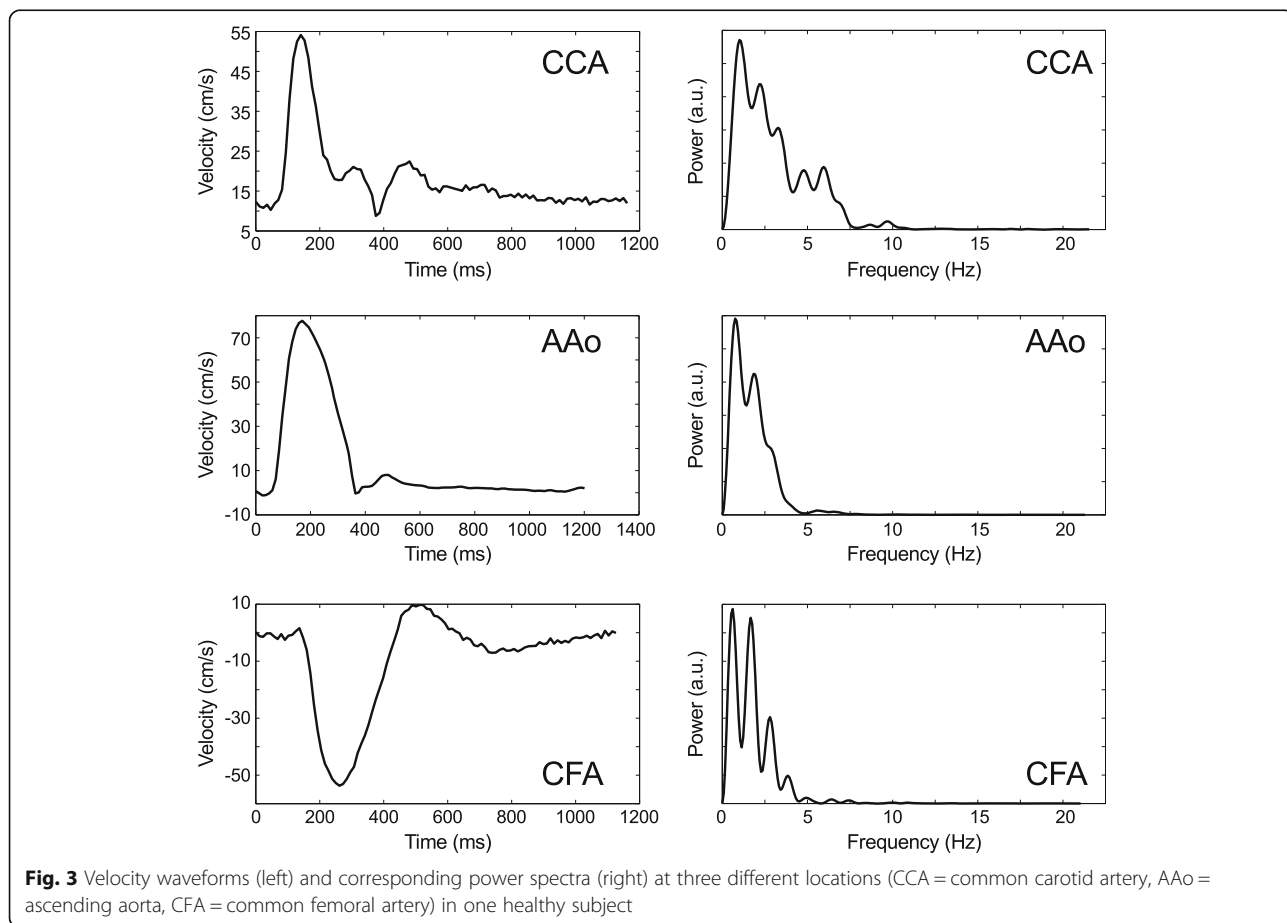 55
45
35
25
15
5
Velocity (cm/s)
CCA
0 200 400 600 800 1000 1200
Time (ms)
Power (a.u.)
CCA
0 5 10 15 20
Frequency (Hz)
70
50
30
10
-10
Velocity (cm/s)
AAo
0 200 400 600 800 1000 1200 1400
Time (ms)
Power (a.u.)
AAo
0 5 10 15 20
Frequency (Hz)
10
-10
-30
-50
Velocity (cm/s)
CFA
0 200 400 600 800 1000 1200
Time (ms)
Power (a.u.)
CFA
0 5 10 15 20
Frequency (Hz)
Fig. 3 Velocity waveforms (left) and corresponding power spectra (right) at three different locations (CCA = common carotid artery, AAo =
ascending aorta, CFA = common femoral artery) in one healthy subject